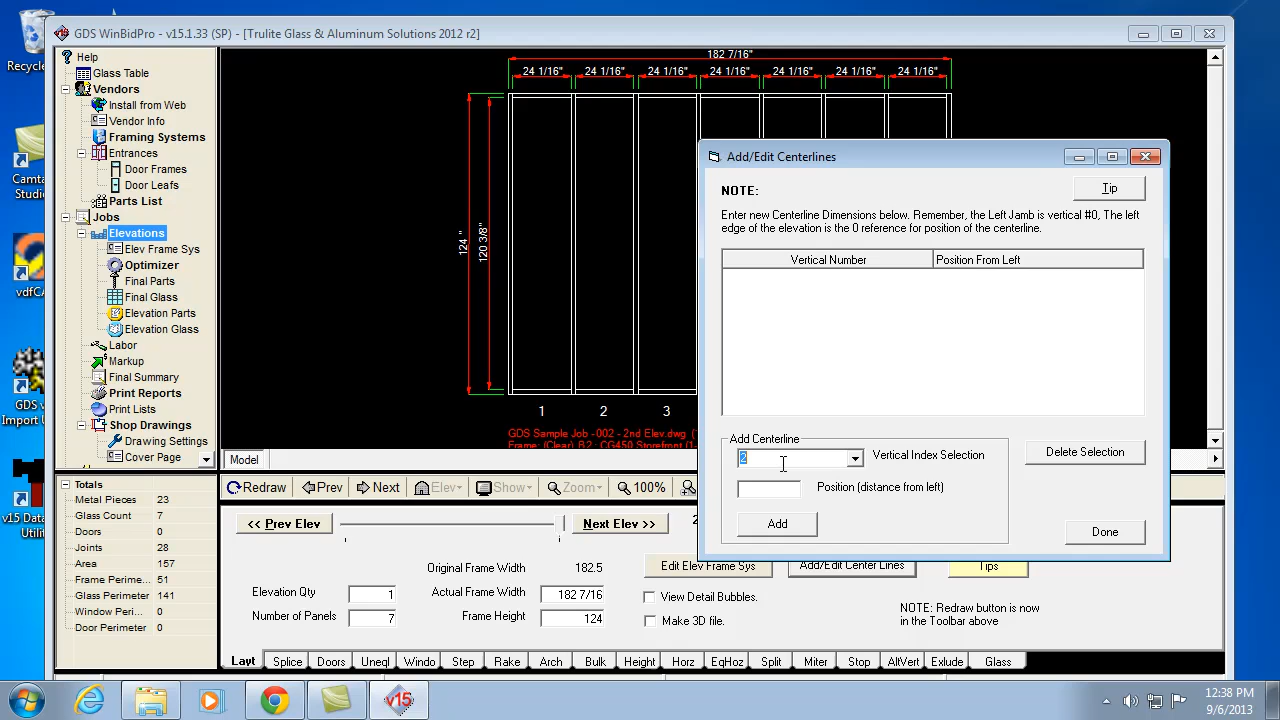 GDS WinBidPro - v15.1.33 (SP) - [Trulite Glass & Aluminum Solutions 2012 r2]
Recycle
Camta
Studio
vdfCA
GDS v
Import U
v15 Data
Utili
Help
Glass Table
Vendors
Install from Web
Vendor Info
Framing Systems
Entrances
Door Frames
Door Leafs
Parts List
Jobs
Elevations
Elev Frame Sys
Optimizer
Final Parts
Final Glass
Elevation Parts
Elevation Glass
Labor
Markup
Final Summary
Print Reports
Print Lists
Shop Drawings
Drawing Settings
Cover Page
Totals
Metal Pieces 23
Glass Count 7
Doors 0
Joints 28
Area 157
Frame Perime... 51
Glass Perimeter 141
Window Peri... 0
Door Perimeter 0
182 7/16"
24 1/16" 24 1/16" 24 1/16" 24 1/16" 24 1/16" 24 1/16" 24 1/16"
124 "
120 3/8"
1 2 3
GDS Sample Job -002 - 2nd Elev.dwg
Frame: (Clear) B2 : CG450 Storefront (1-
Model
Redraw Prev Next Elev Show Zoom 100%
<< Prev Elev Next Elev >> 2
Original Frame Width 182.5
Elevation Qty 1 Actual Frame Width 182 7/16
Number of Panels 7 Frame Height 124
Edit Elev Frame Sys Add/Edit Center Lines Tips
View Detail Bubbles.
Make 3D file.
NOTE: Redraw button is now
in the Toolbar above
Layt Splice Doors Uneql Windo Step Rake Arch Bulk Height Horz EqHoz Split Miter Stop AltVert Exlude Glass
Add/Edit Centerlines
NOTE:
Tip
Enter new Centerline Dimensions below. Remember, the Left Jamb is vertical #0, The left
edge of the elevation is the 0 reference for position of the centerline.
Vertical Number Position From Left
Add Centerline
2 Vertical Index Selection
Position (distance from left)
Add
Delete Selection
Done
v15
12:38 PM
9/6/2013